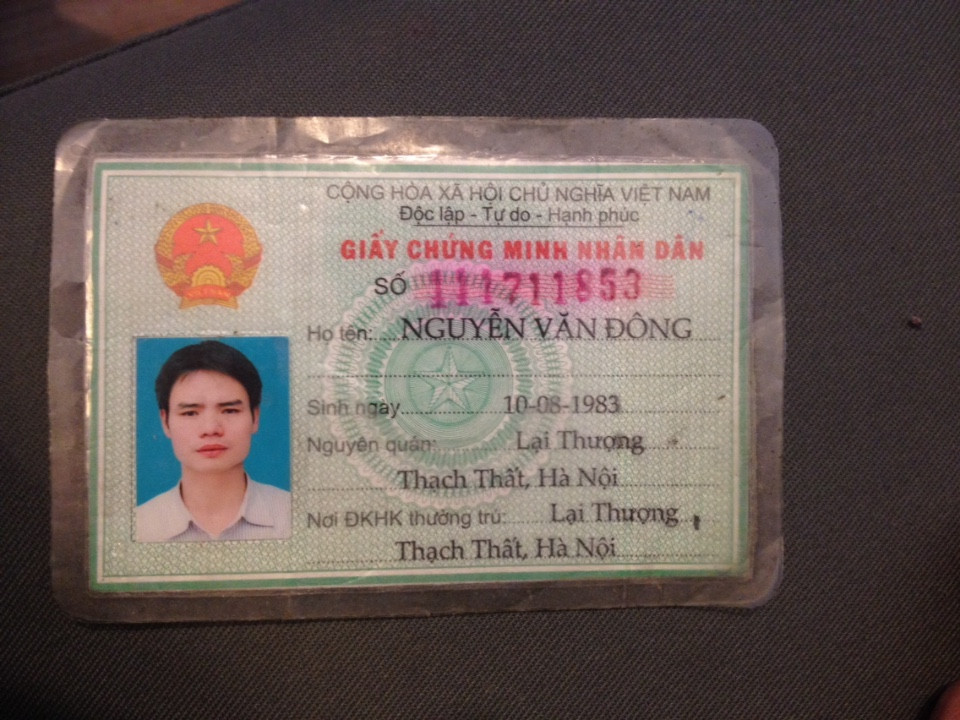 CỘNG HÒA XÃ HỘI CHỦ NGHĨA VIỆT NAM
Độc lập - Tự do - Hạnh phúc
GIẤY CHỨNG MINH NHÂN DÂN
SỐ 111711853
Họ tên: NGUYỄN VĂN ĐÔNG
Sinh ngày 10-08-1983
Nguyên quán: Lại Thượng
Thạch Thất, Hà Nội
Nơi ĐKHK thường trú: Lại Thượng
Thạch Thất, Hà Nội